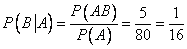 P(B|A) = P(AB)/P(A) = 5/80 = 1/16